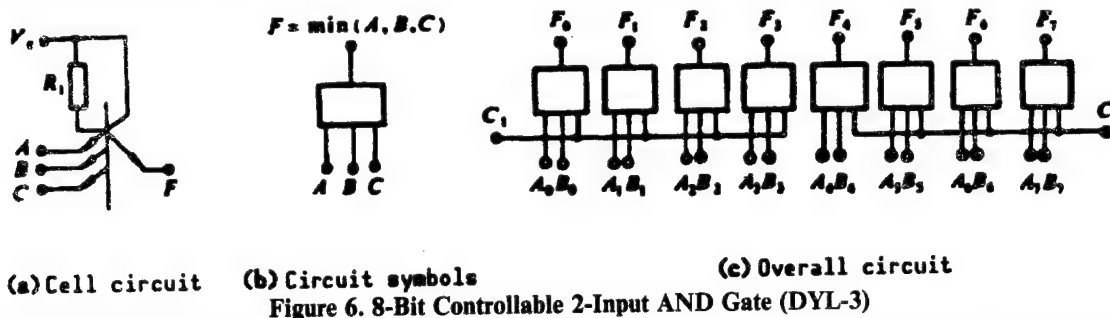 F = min(A, B, C)
F₀ F₁ F₂ F₃ F₄ F₅ F₆ F₇
R₁
C₁ C
A
B
C
F
A B C
A₀B₀ A₁B₁ A₂B₂ A₃B₃ A₄B₄ A₅B₅ A₆B₆ A₇B₇
(a) Cell circuit (b) Circuit symbols (c) Overall circuit
Figure 6. 8-Bit Controllable 2-Input AND Gate (DYL-3)